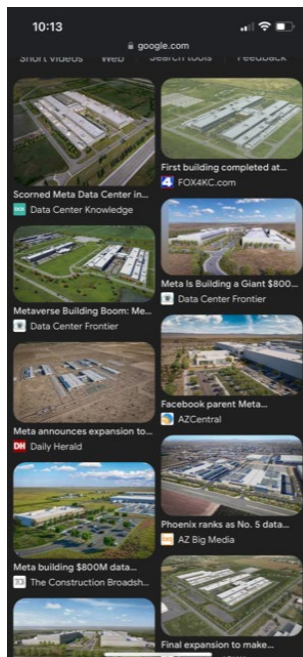 10:13
google.com
Short videos Web Search tools Feedback
Scorned Meta Data Center in...
Data Center Knowledge
First building completed at...
4 FOX4KC.com
Metaverse Building Boom: Me...
Data Center Frontier
Meta Is Building a Giant $800...
Data Center Frontier
Meta announces expansion to...
DH Daily Herald
Facebook parent Meta...
AZCentral
Meta building $800M data...
The Construction Broadsh...
Phoenix ranks as No. 5 data...
AZ Big Media
Final expansion to make...